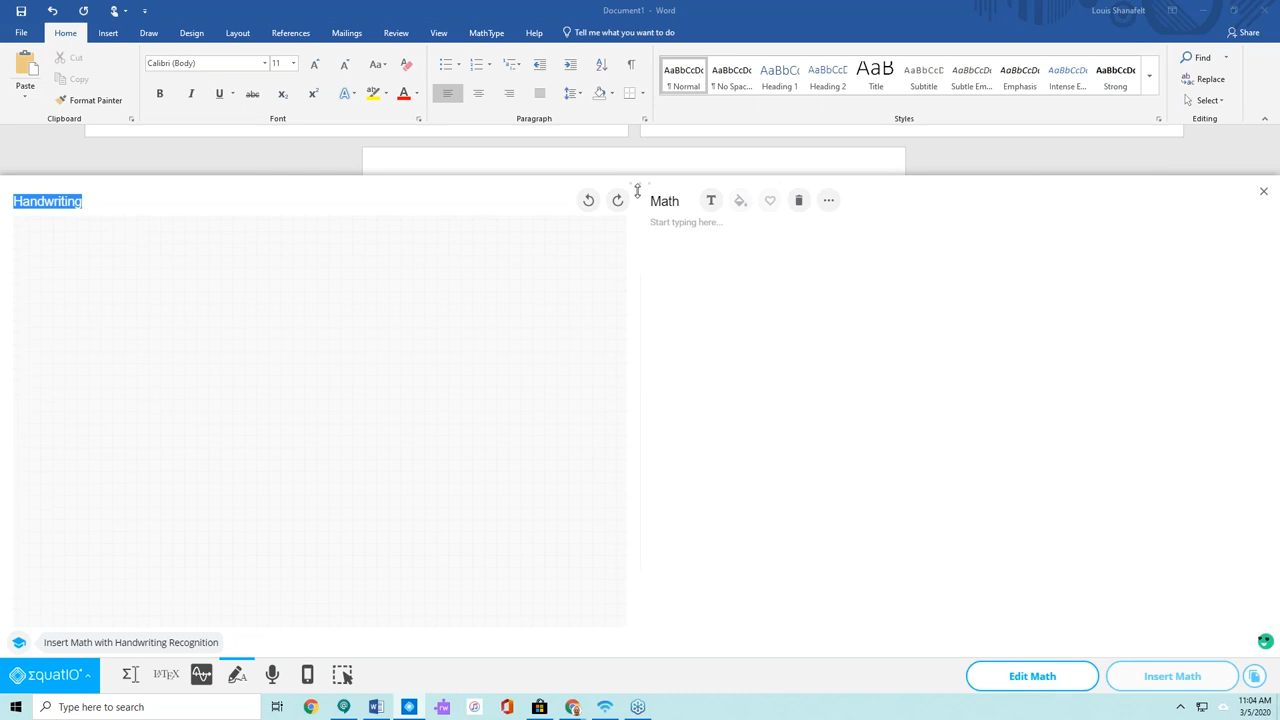 Document1 - Word
Louis Shanafelt
File Home Insert Draw Design Layout References Mailings Review View MathType Help Tell me what you want to do
Share
Paste
Cut
Copy
Format Painter
Clipboard
Calibri (Body) 11
Font
Paragraph
AaBbCcDc AaBbCcDc AaBbCc AaBbCcD AaB AaBbCcD AaBbCcDc AaBbCcDc AaBbCcDc AaBbCcDc
¶ Normal ¶ No Spac... Heading 1 Heading 2 Title Subtitle Subtle Em... Emphasis Intense E... Strong
Styles
Find
Replace
Select
Editing
Handwriting
Math
Start typing here...
Insert Math with Handwriting Recognition
EquatIO
LATEX
Edit Math
Insert Math
Type here to search
11:04 AM
3/5/2020